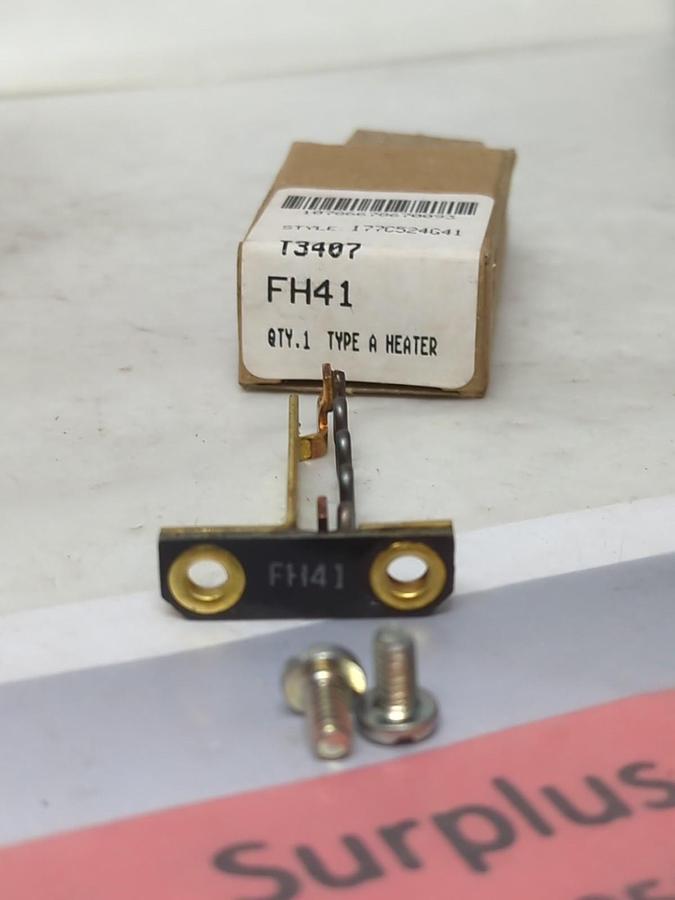 STYLE 177C524G41
T3407
FH41
QTY.1 TYPE A HEATER
FH41
Surplus